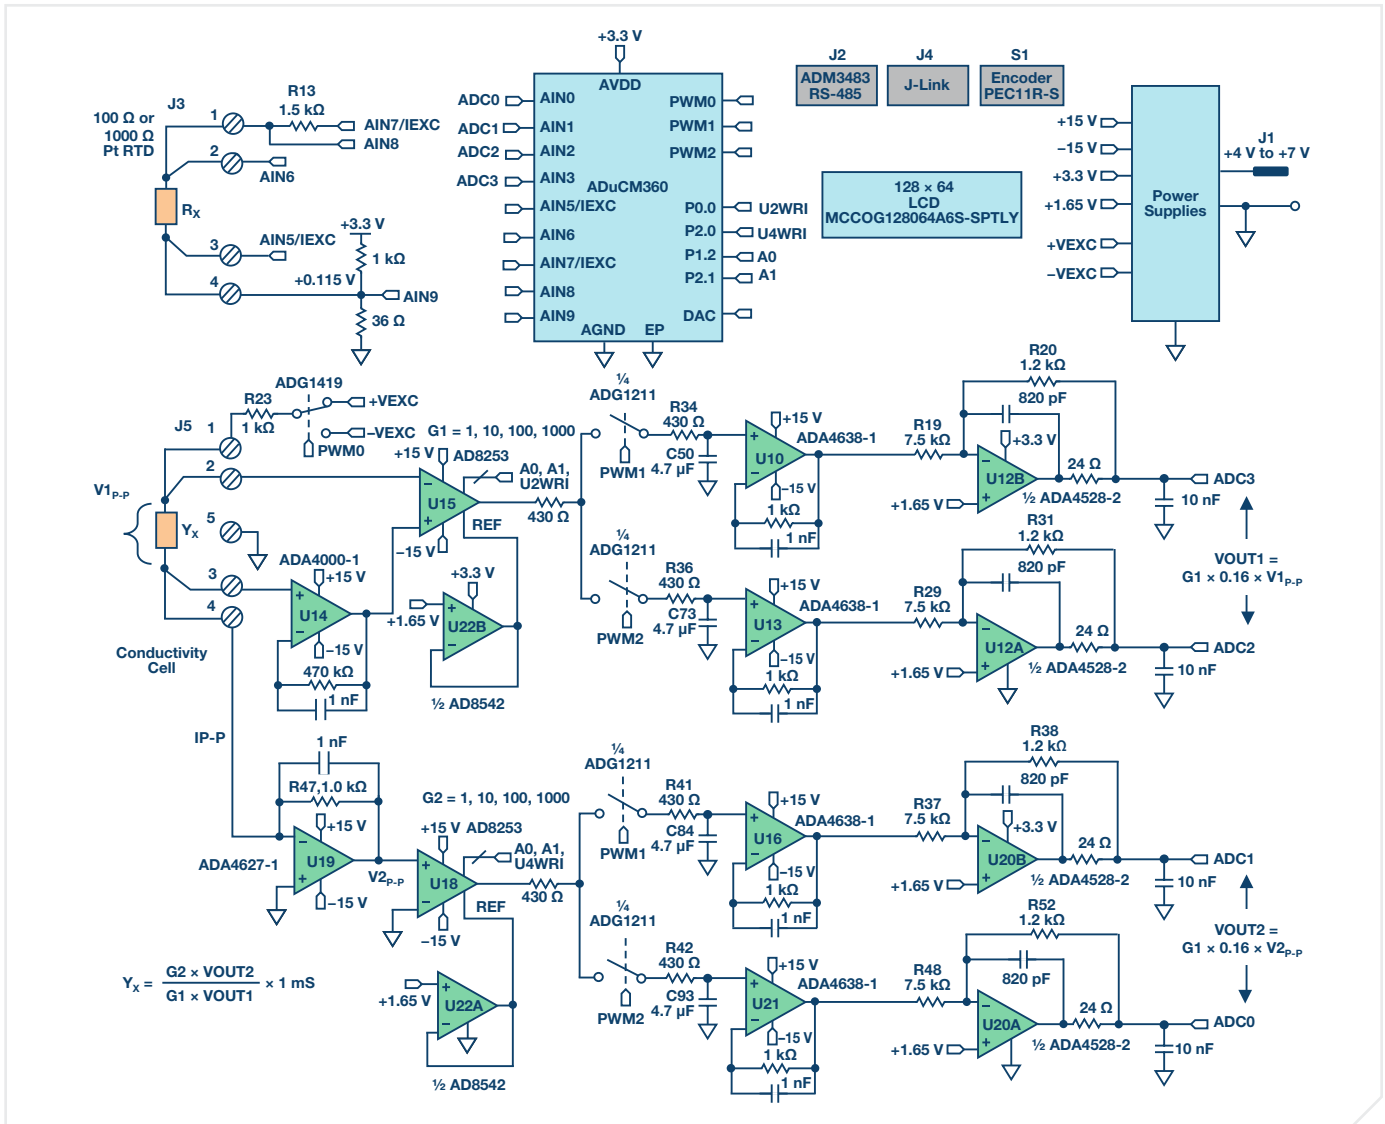 +3.3 V
AVDD
ADC0
AIN0
ADC1
AIN1
ADC2
AIN2
ADC3
AIN3
AIN5/IEXC
AIN6
AIN7/IEXC
AIN8
AIN9
ADuCM360
PWM0
PWM1
PWM2
P0.0
U2WRI
P2.0
U4WRI
P1.2
A0
P2.1
A1
DAC
AGND
EP
J2
ADM3483
RS-485
J4
J-Link
S1
Encoder
PEC11R-S
128 × 64
LCD
MCCOG128064A6S-SPTLY
+15 V
−15 V
+3.3 V
+1.65 V
+VEXC
−VEXC
Power
Supplies
J1
+4 V to +7 V
J3
100 Ω or
1000 Ω
Pt RTD
1
R13
1.5 kΩ
AIN7/IEXC
AIN8
2
AIN6
RX
3
AIN5/IEXC
+3.3 V
1 kΩ
+0.115 V
4
AIN9
36 Ω
ADG1419
R23
1 kΩ
+VEXC
−VEXC
PWM0
J5
1
2
V1P-P
YX
5
3
4
Conductivity
Cell
G1 = 1, 10, 100, 1000
+15 V
AD8253
A0, A1,
U2WRI
U15
REF
−15 V
430 Ω
ADA4000-1
+15 V
U14
−15 V
470 kΩ
1 nF
+3.3 V
+1.65 V
U22B
½ AD8542
¼
ADG1211
PWM1
R34
430 Ω
C50
4.7 µF
+15 V
ADA4638-1
U10
−15 V
1 kΩ
1 nF
R19
7.5 kΩ
R20
1.2 kΩ
820 pF
+3.3 V
U12B
+1.65 V
24 Ω
½ ADA4528-2
ADC3
10 nF
¼
ADG1211
PWM2
R36
430 Ω
C73
4.7 µF
+15 V
ADA4638-1
U13
−15 V
1 kΩ
1 nF
R29
7.5 kΩ
R31
1.2 kΩ
820 pF
U12A
+1.65 V
24 Ω
½ ADA4528-2
ADC2
10 nF
VOUT1 =
G1 × 0.16 × V1P-P
IP-P
1 nF
R47,1.0 kΩ
+15 V
ADA4627-1
U19
−15 V
V2P-P
G2 = 1, 10, 100, 1000
+15 V AD8253
A0, A1,
U4WRI
U18
REF
−15 V
430 Ω
+1.65 V
U22A
½ AD8542
¼
ADG1211
PWM1
R41
430 Ω
C84
4.7 µF
+15 V
ADA4638-1
U16
−15 V
1 kΩ
1 nF
R37
7.5 kΩ
R38
1.2 kΩ
820 pF
+3.3 V
U20B
+1.65 V
24 Ω
½ ADA4528-2
ADC1
10 nF
¼
ADG1211
PWM2
R42
430 Ω
C93
4.7 µF
+15 V
ADA4638-1
U21
−15 V
1 kΩ
1 nF
R48
7.5 kΩ
R52
1.2 kΩ
820 pF
U20A
+1.65 V
24 Ω
½ ADA4528-2
ADC0
10 nF
VOUT2 =
G1 × 0.16 × V2P-P
YX = G2 × VOUT2 / G1 × VOUT1 × 1 mS